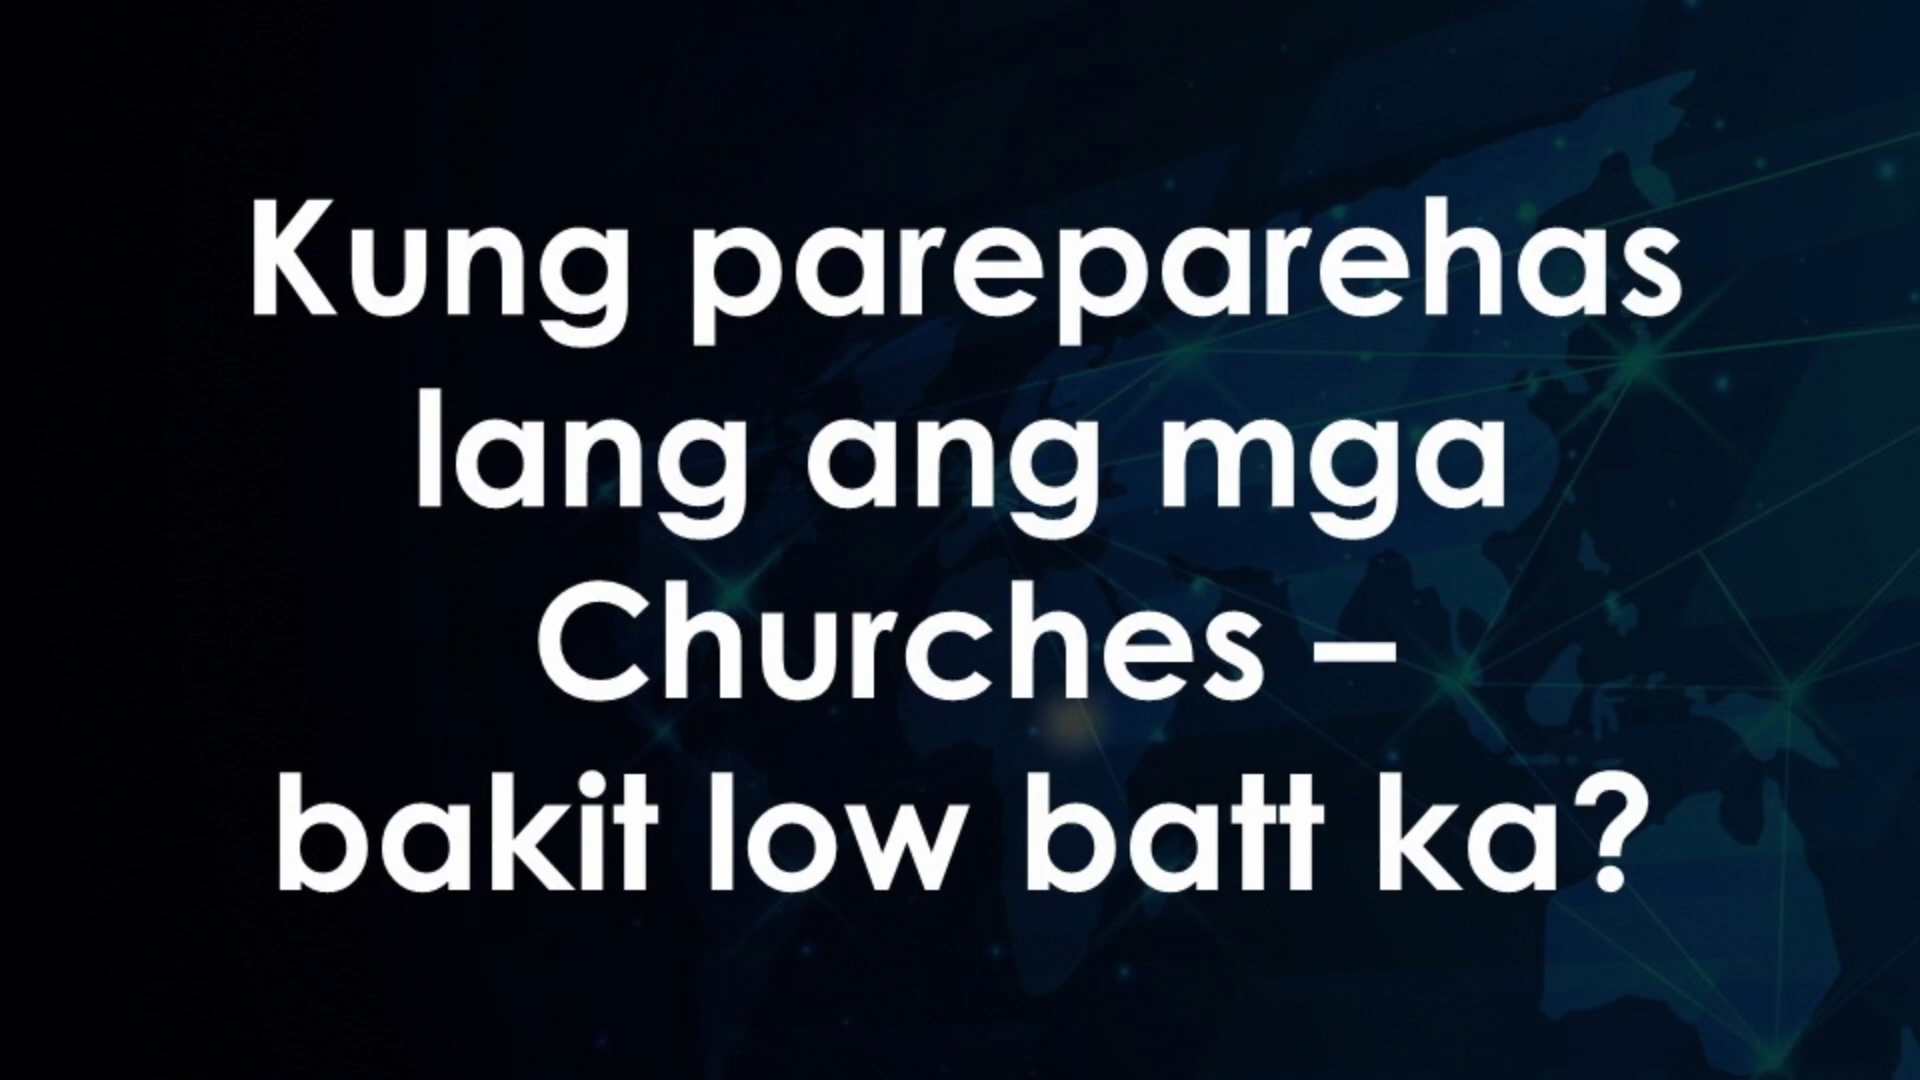 Kung pareparehas
lang ang mga
Churches –
bakit low batt ka?